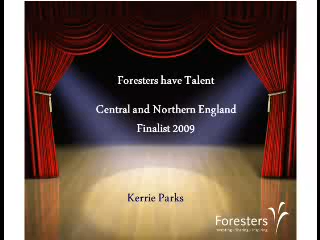 Foresters have Talent
Central and Northern England
Finalist 2009
Kerrie Parks
Foresters